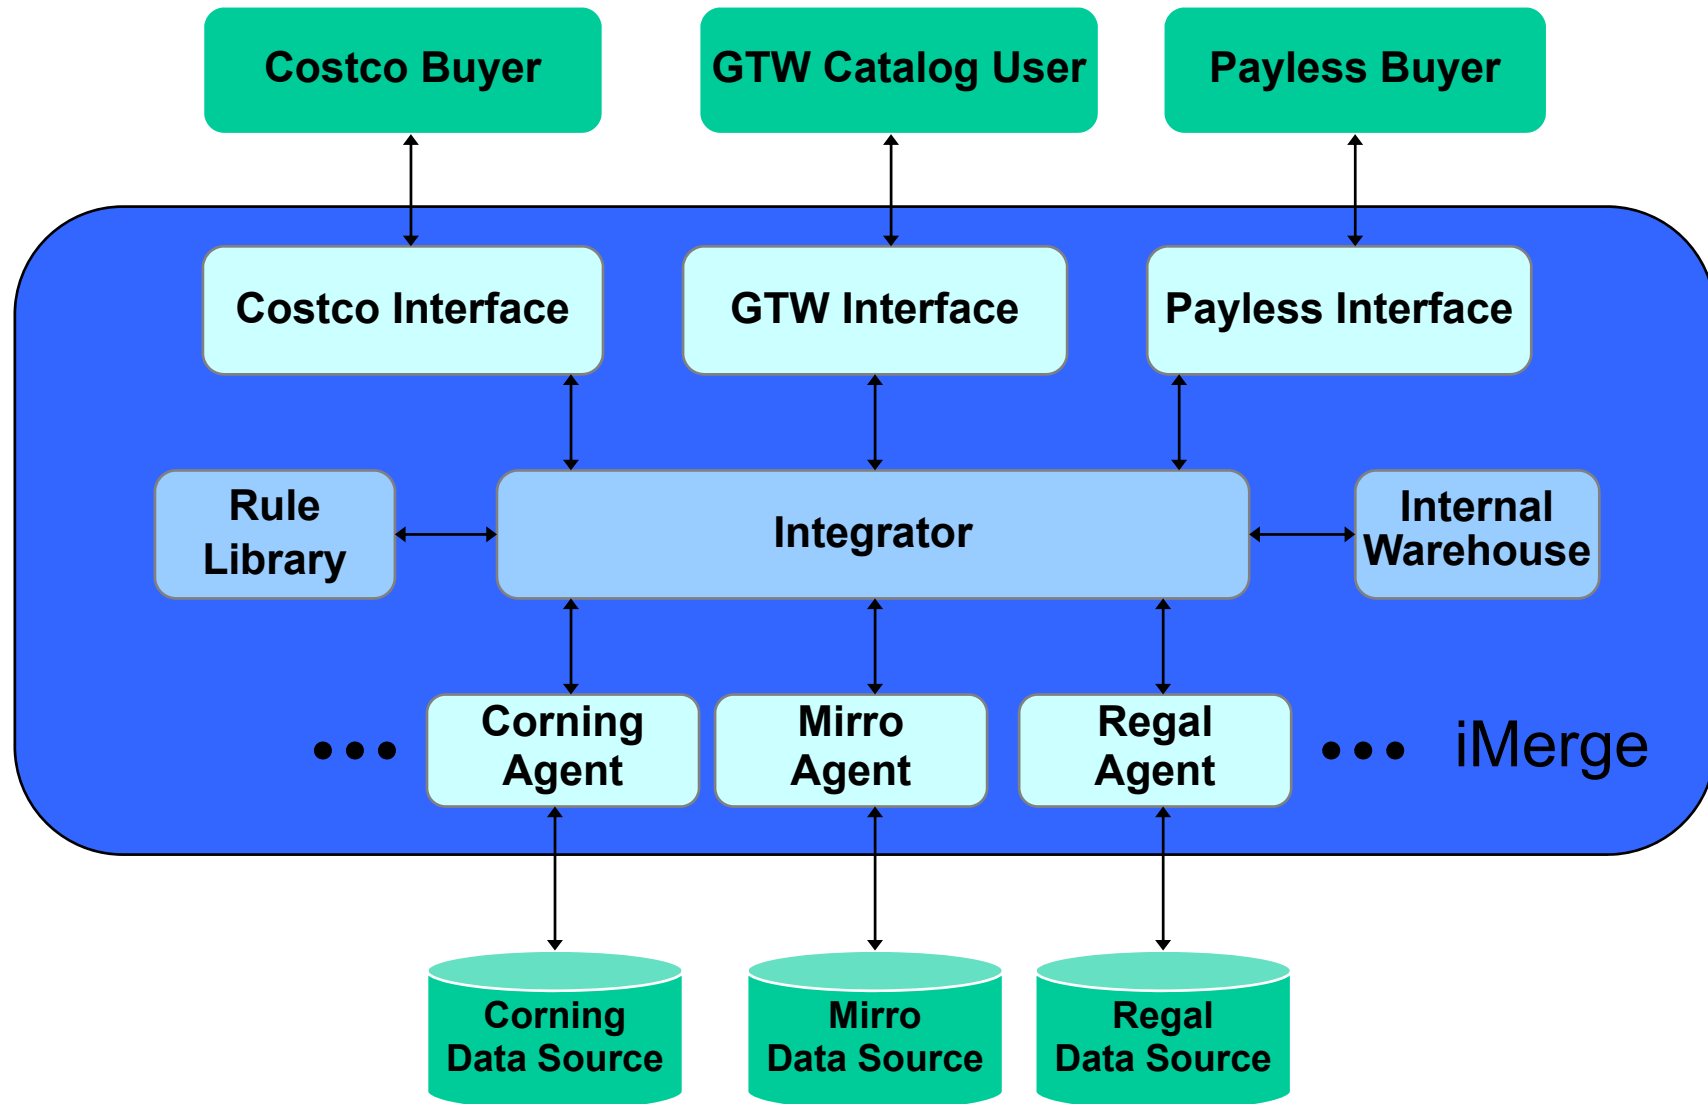 Costco Buyer
GTW Catalog User
Payless Buyer
Costco Interface
GTW Interface
Payless Interface
Rule
Library
Integrator
Internal
Warehouse
Corning
Agent
Mirro
Agent
Regal
Agent
iMerge
Corning
Data Source
Mirro
Data Source
Regal
Data Source